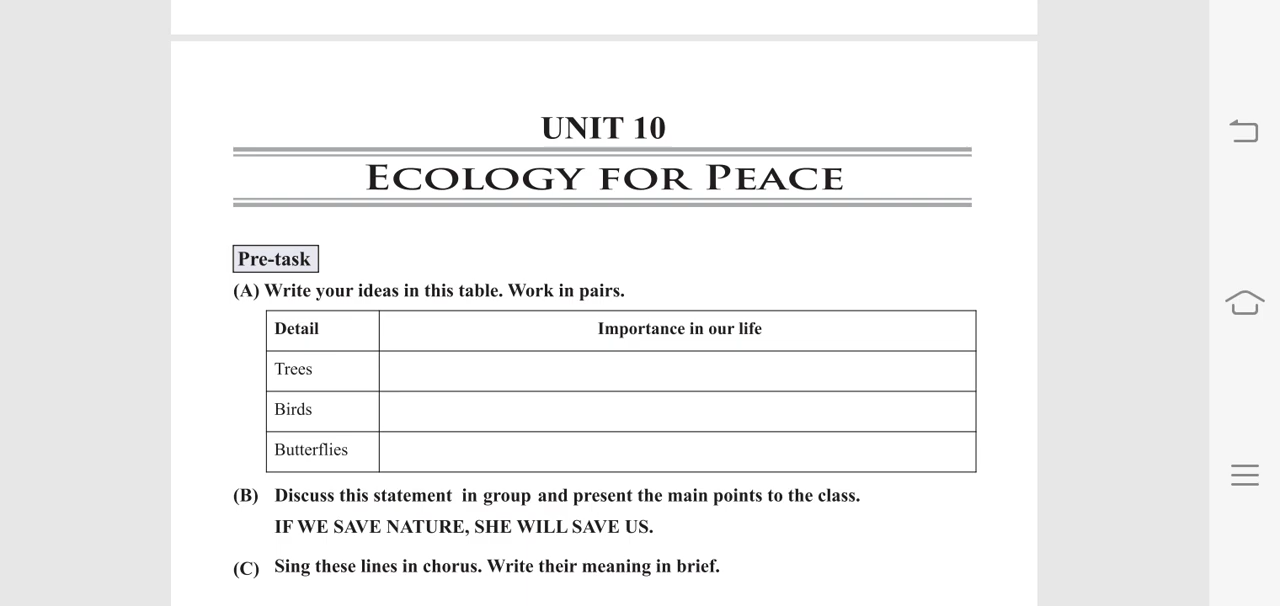 UNIT 10
ECOLOGY FOR PEACE
Pre-task
(A) Write your ideas in this table. Work in pairs.
Detail Importance in our life
Trees
Birds
Butterflies
(B) Discuss this statement in group and present the main points to the class.
IF WE SAVE NATURE, SHE WILL SAVE US.
(C) Sing these lines in chorus. Write their meaning in brief.